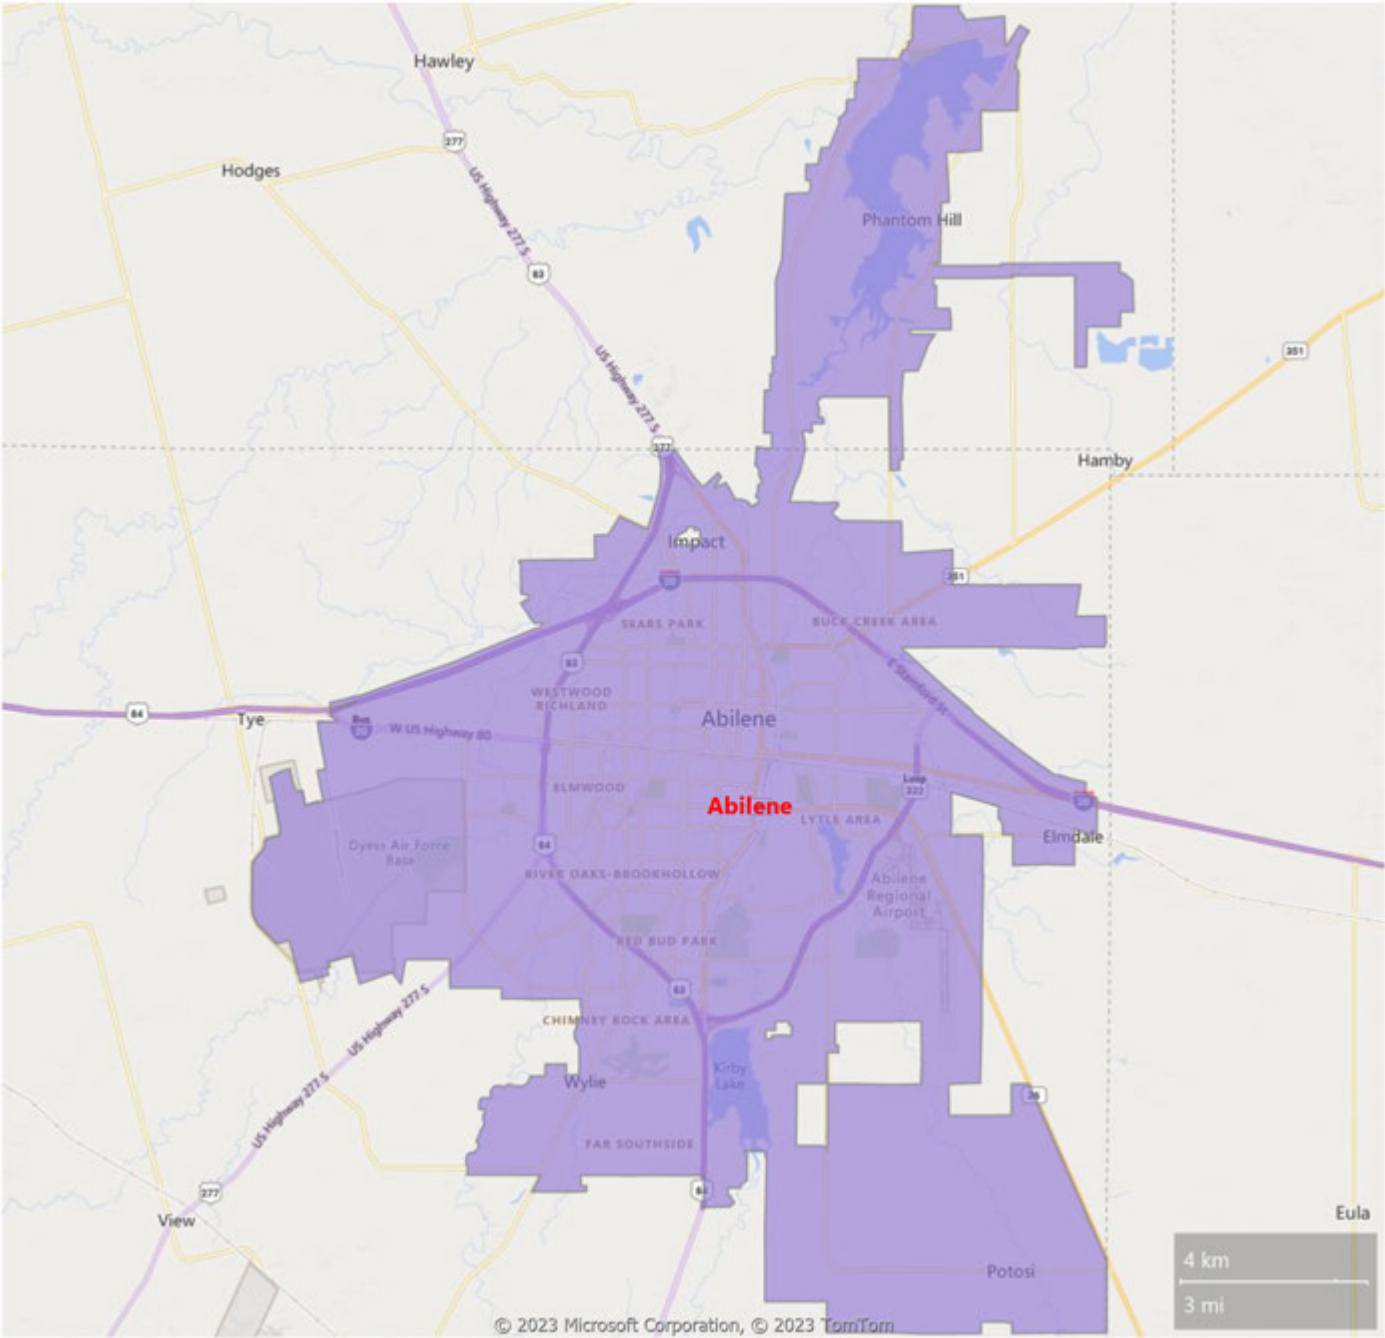 Hawley
277
Hodges
US Highway 277 S
Phantom Hill
83
351
US Highway 277 S
277
Hamby
Impact
351
20
SEARS PARK
BUCK CREEK AREA
83
E Stamford St
WESTWOOD
RICHLAND
84
Tye
Bus
20
W US Highway 80
Abilene
ELMWOOD
Loop
322
20
Abilene
LYTLE AREA
Elmdale
84
Dyess Air Force
Base
RIVER OAKS-BROOKHOLLOW
Abilene
Regional
Airport
RED BUD PARK
83
US Highway 277 S
CHIMNEY ROCK AREA
Wylie
Kirby
Lake
36
US Highway 277 S
FAR SOUTHSIDE
277
84
View
Eula
4 km
Potosi
3 mi
© 2023 Microsoft Corporation, © 2023 TomTom